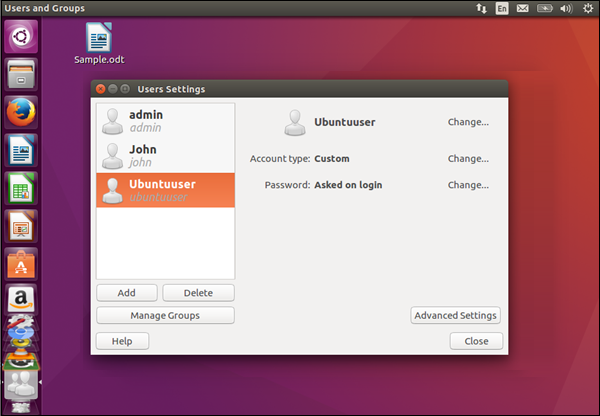 Users and Groups
En
Sample.odt
Users Settings
admin
admin
John
john
Ubuntuuser
ubuntuuser
Add
Delete
Manage Groups
Help
Ubuntuuser
Change...
Account type: Custom
Change...
Password: Asked on login
Change...
Advanced Settings
Close